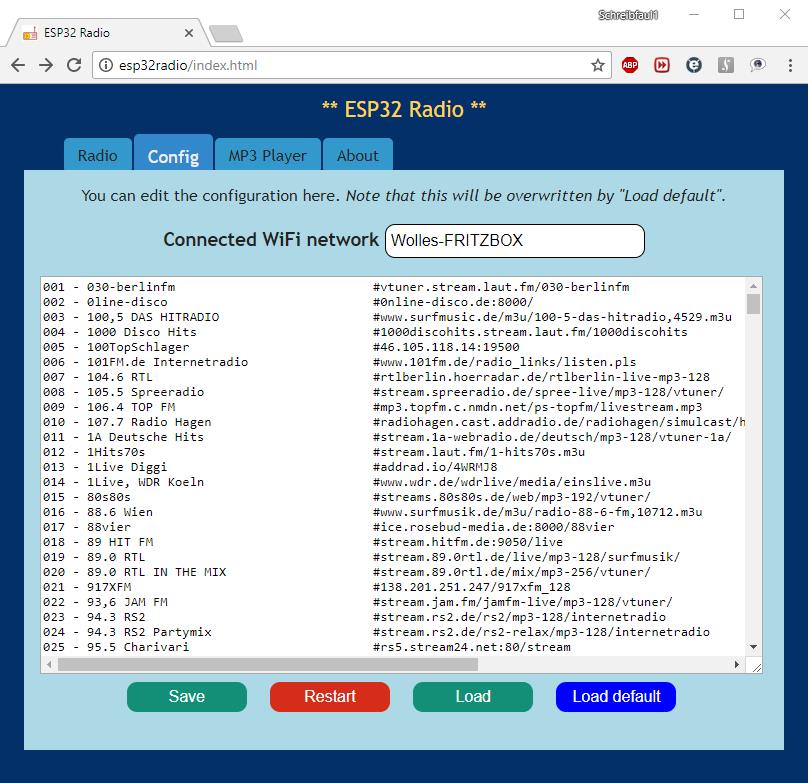 Schreibfaul1
ESP32 Radio
esp32radio/index.html
ABP
** ESP32 Radio **
Radio Config MP3 Player About
You can edit the configuration here. Note that this will be overwritten by "Load default".
Connected WiFi network Wolles-FRITZBOX
001 - 030-berlinfm #vtuner.stream.laut.fm/030-berlinfm
002 - 0line-disco #0nline-disco.de:8000/
003 - 100,5 DAS HITRADIO #www.surfmusic.de/m3u/100-5-das-hitradio,4529.m3u
004 - 1000 Disco Hits #1000discohits.stream.laut.fm/1000discohits
005 - 100TopSchlager #46.105.118.14:19500
006 - 101FM.de Internetradio #www.101fm.de/radio_links/listen.pls
007 - 104.6 RTL #rtlberlin.hoerradar.de/rtlberlin-live-mp3-128
008 - 105.5 Spreeradio #stream.spreeradio.de/spree-live/mp3-128/vtuner/
009 - 106.4 TOP FM #mp3.topfm.c.nmdn.net/ps-topfm/livestream.mp3
010 - 107.7 Radio Hagen #radiohagen.cast.addradio.de/radiohagen/simulcast/h
011 - 1A Deutsche Hits #stream.1a-webradio.de/deutsch/mp3-128/vtuner-1a/
012 - 1Hits70s #stream.laut.fm/1-hits70s.m3u
013 - 1Live Diggi #addrad.io/4WRMJ8
014 - 1Live, WDR Koeln #www.wdr.de/wdrlive/media/einslive.m3u
015 - 80s80s #streams.80s80s.de/web/mp3-192/vtuner/
016 - 88.6 Wien #www.surfmusik.de/m3u/radio-88-6-fm,10712.m3u
017 - 88vier #ice.rosebud-media.de:8000/88vier
018 - 89 HIT FM #stream.hitfm.de:9050/live
019 - 89.0 RTL #stream.89.0rtl.de/live/mp3-128/surfmusik/
020 - 89.0 RTL IN THE MIX #stream.89.0rtl.de/mix/mp3-256/vtuner/
021 - 917XFM #138.201.251.247/917xfm_128
022 - 93,6 JAM FM #stream.jam.fm/jamfm-live/mp3-128/vtuner/
023 - 94.3 RS2 #stream.rs2.de/rs2/mp3-128/internetradio
024 - 94.3 RS2 Partymix #stream.rs2.de/rs2-relax/mp3-128/internetradio
025 - 95.5 Charivari #rs5.stream24.net:80/stream
Save Restart Load Load default